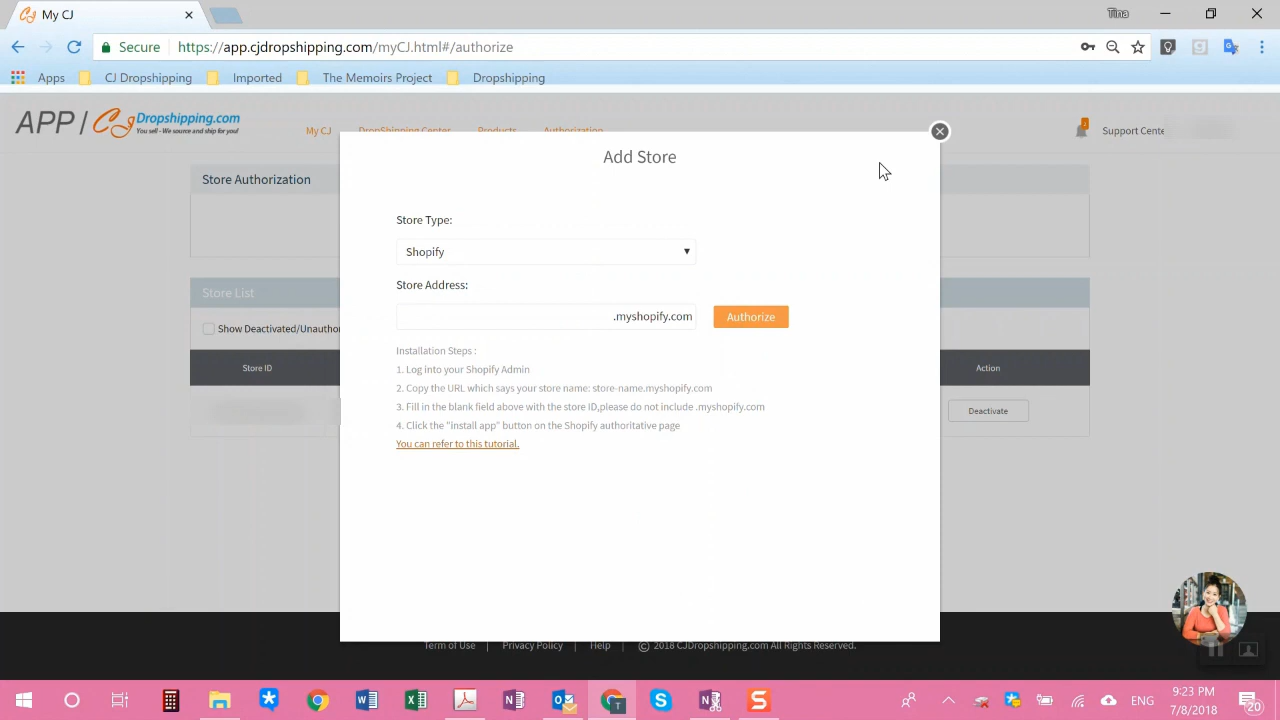 My CJ
Tina
Secure https://app.cjdropshipping.com/myCJ.html#/authorize
Apps CJ Dropshipping Imported The Memoirs Project Dropshipping
APP / CJ Dropshipping.com
You sell - We source and ship for you!
My CJ DropShipping Center Products Authorization
1
Support Cente
Add Store
Store Authorization
Store Type:
Shopify
Store Address:
.myshopify.com Authorize
Store List
Show Deactivated/Unauthor
Installation Steps :
1. Log into your Shopify Admin
2. Copy the URL which says your store name: store-name.myshopify.com
3. Fill in the blank field above with the store ID,please do not include .myshopify.com
4. Click the "install app" button on the Shopify authoritative page
You can refer to this tutorial.
Store ID
Action
Deactivate
Term of Use | Privacy Policy | Help | © 2018 CJDropshipping.com All Rights Reserved.
ENG
9:23 PM
7/8/2018
20